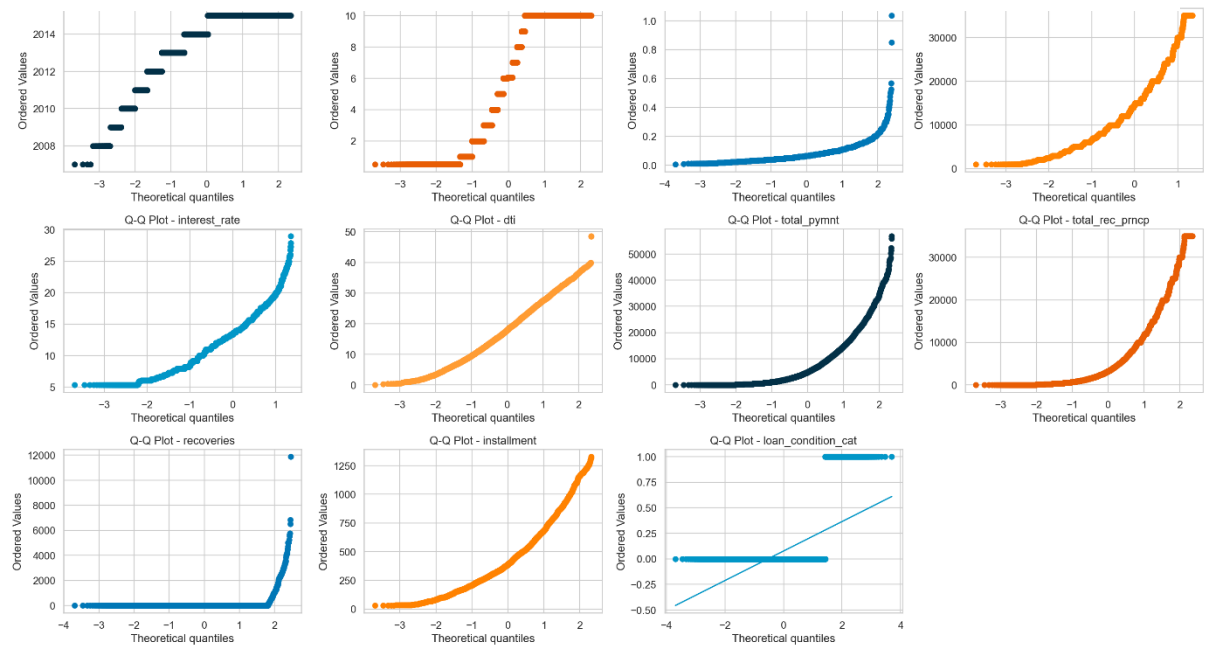 Ordered Values
2014
2012
2010
2008
−3 −2 −1 0 1 2
Theoretical quantiles
Ordered Values
10
8
6
4
2
−3 −2 −1 0 1 2
Theoretical quantiles
Ordered Values
1.0
0.8
0.6
0.4
0.2
0.0
−4 −3 −2 −1 0 1 2 3
Theoretical quantiles
Ordered Values
30000
20000
10000
0
−3 −2 −1 0 1
Theoretical quantiles
Q-Q Plot - interest_rate
Ordered Values
30
25
20
15
10
5
−3 −2 −1 0 1
Theoretical quantiles
Q-Q Plot - dti
Ordered Values
50
40
30
20
10
0
−3 −2 −1 0 1 2
Theoretical quantiles
Q-Q Plot - total_pymnt
Ordered Values
50000
40000
30000
20000
10000
0
−3 −2 −1 0 1 2
Theoretical quantiles
Q-Q Plot - total_rec_prncp
Ordered Values
30000
20000
10000
0
−3 −2 −1 0 1 2
Theoretical quantiles
Q-Q Plot - recoveries
Ordered Values
12000
10000
8000
6000
4000
2000
0
−4 −3 −2 −1 0 1 2 3
Theoretical quantiles
Q-Q Plot - installment
Ordered Values
1250
1000
750
500
250
0
−3 −2 −1 0 1 2
Theoretical quantiles
Q-Q Plot - loan_condition_cat
Ordered Values
1.00
0.75
0.50
0.25
0.00
−0.25
−0.50
−4 −2 0 2 4
Theoretical quantiles